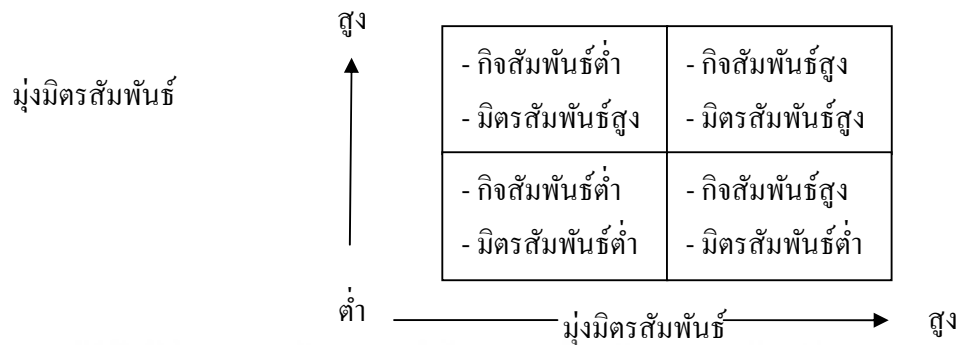 สูง
มุ่งมิตรสัมพันธ์
- กิจสัมพันธ์ต่ำ
- มิตรสัมพันธ์สูง
- กิจสัมพันธ์สูง
- มิตรสัมพันธ์สูง
- กิจสัมพันธ์ต่ำ
- มิตรสัมพันธ์ต่ำ
- กิจสัมพันธ์สูง
- มิตรสัมพันธ์ต่ำ
ต่ำ
มุ่งมิตรสัมพันธ์
สูง